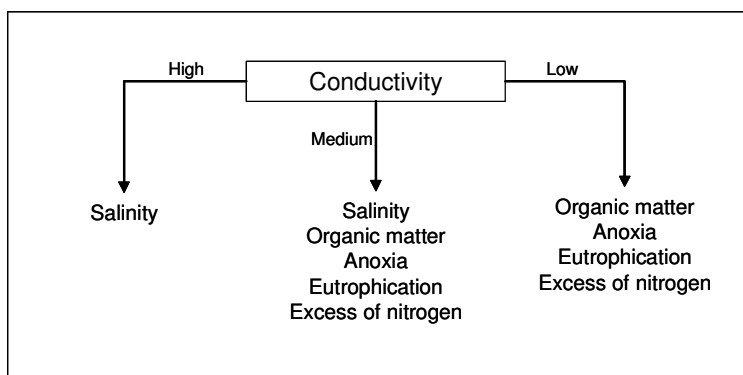 High
Conductivity
Low
Medium
Salinity
Salinity
Organic matter
Anoxia
Eutrophication
Excess of nitrogen
Organic matter
Anoxia
Eutrophication
Excess of nitrogen